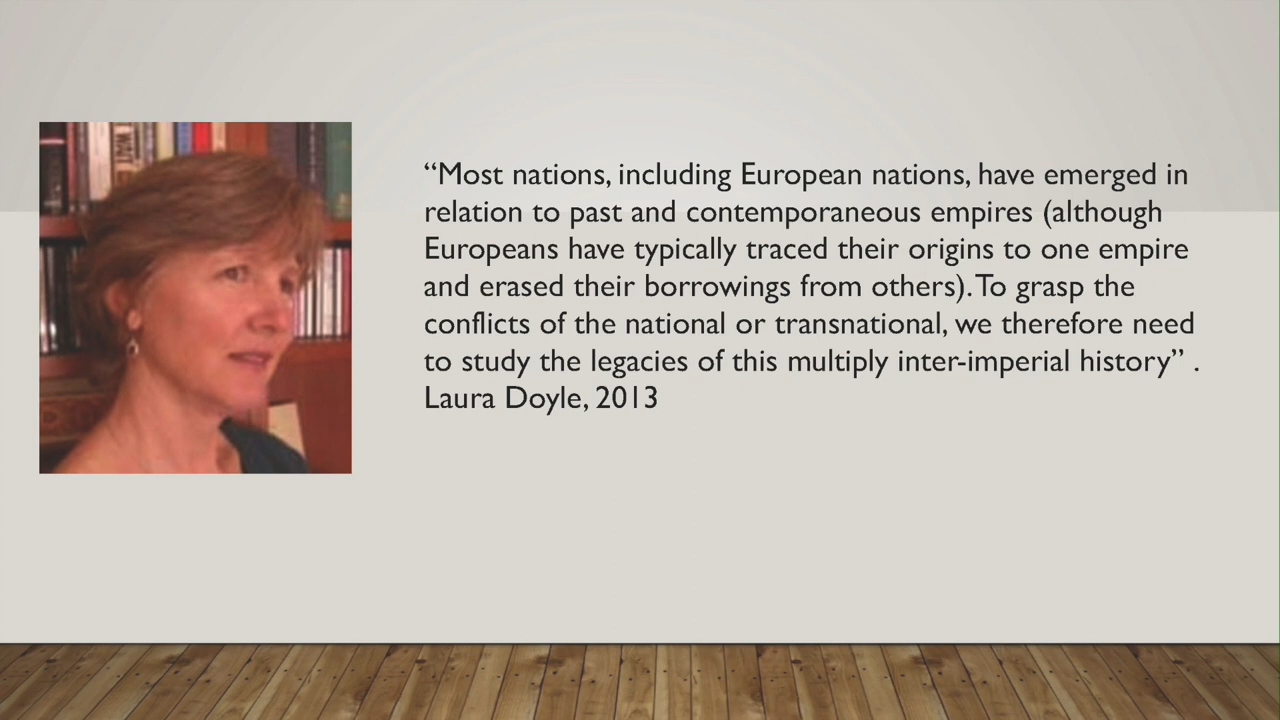 “Most nations, including European nations, have emerged in
relation to past and contemporaneous empires (although
Europeans have typically traced their origins to one empire
and erased their borrowings from others). To grasp the
conflicts of the national or transnational, we therefore need
to study the legacies of this multiply inter-imperial history” .
Laura Doyle, 2013